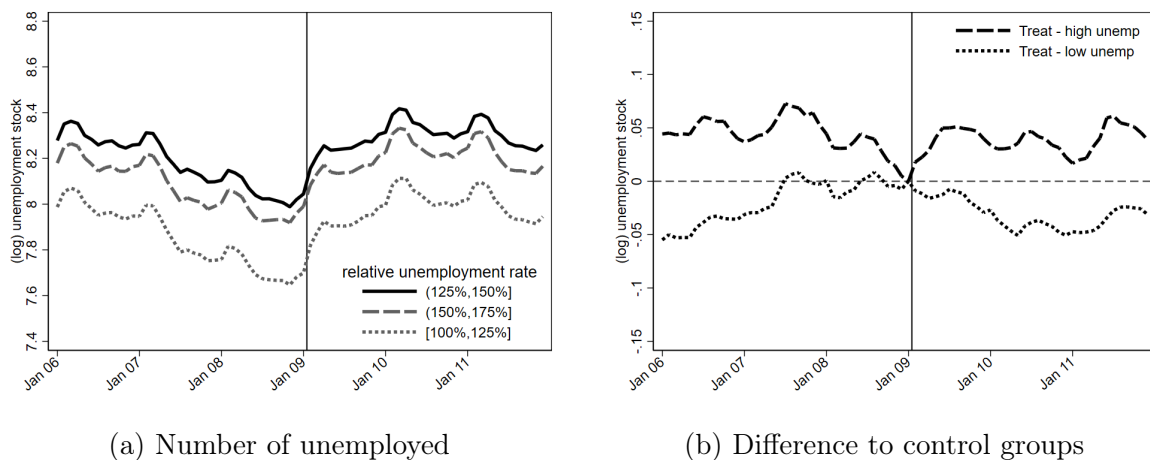 (log) unemployment stock
8.8
8.6
8.4
8.2
8
7.8
7.6
7.4
relative unemployment rate
(125%,150%]
(150%,175%]
[100%,125%]
Jan 06
Jan 07
Jan 08
Jan 09
Jan 10
Jan 11
(a) Number of unemployed
(log) unemployment stock
.15
.1
.05
0
-.05
-.1
-.15
Treat - high unemp
Treat - low unemp
Jan 06
Jan 07
Jan 08
Jan 09
Jan 10
Jan 11
(b) Difference to control groups